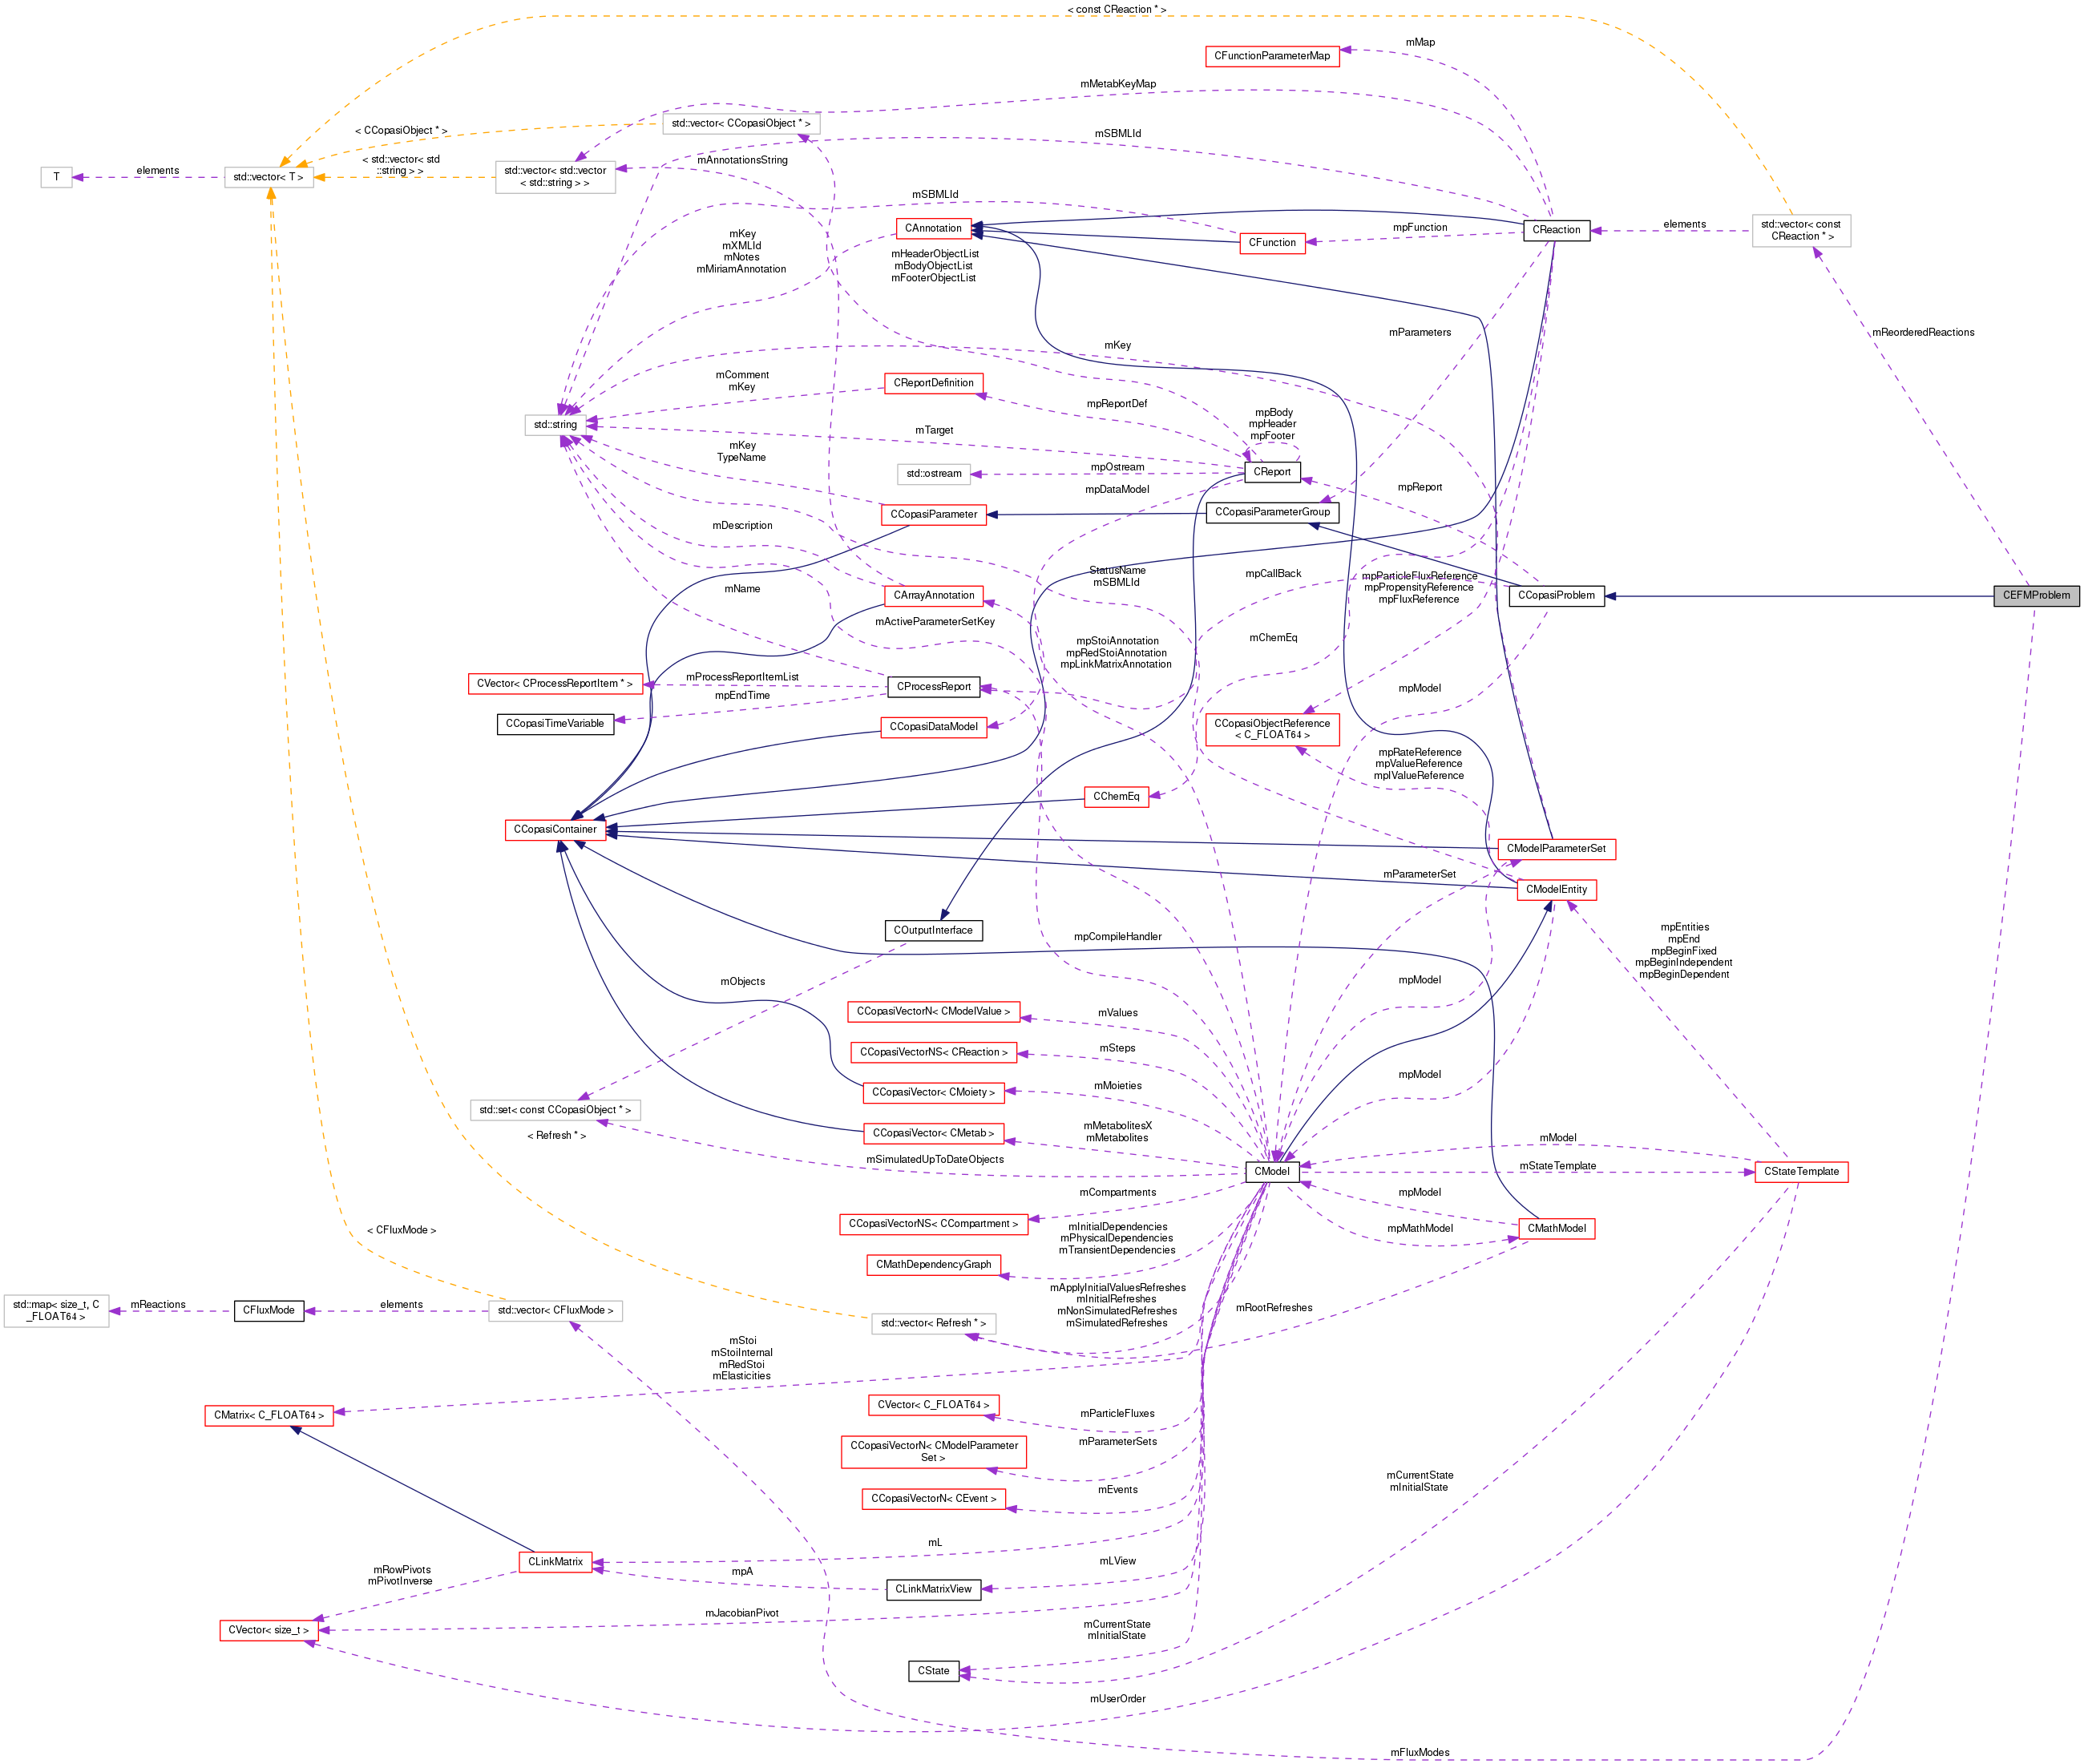 < const CReaction * >
CFunctionParameterMap
mMap
mMetabKeyMap
std::vector< CCopasiObject * >
< CCopasiObject * >
mSBMLId
T
elements
std::vector< T >
< std::vector< std
::string > >
std::vector< std::vector
< std::string > >
mAnnotationsString
mSBMLId
CAnnotation
mKey
mXMLId
mNotes
mMiriamAnnotation
mHeaderObjectList
mBodyObjectList
mFooterObjectList
CFunction
mpFunction
CReaction
elements
std::vector< const
CReaction * >
mReorderedReactions
mParameters
mKey
mComment
mKey
CReportDefinition
mpReportDef
mpBody
mpHeader
mpFooter
std::string
mTarget
CReport
mpReport
mKey
TypeName
std::ostream
mpOstream
mpDataModel
CCopasiParameter
CCopasiParameterGroup
mDescription
StatusName
mSBMLId
mpCallBack
mpParticleFluxReference
mpPropensityReference
mpFluxReference
CCopasiProblem
CEFMProblem
mName
CArrayAnnotation
mActiveParameterSetKey
mChemEq
mpStoiAnnotation
mpRedStoiAnnotation
mpLinkMatrixAnnotation
mpModel
CVector< CProcessReportItem * >
mProcessReportItemList
mpEndTime
CProcessReport
CCopasiTimeVariable
CCopasiDataModel
CCopasiObjectReference
< C_FLOAT64 >
mpRateReference
mpValueReference
mpIValueReference
CChemEq
CCopasiContainer
CModelParameterSet
mParameterSet
CModelEntity
COutputInterface
mpCompileHandler
mpEntities
mpEnd
mpBeginFixed
mpBeginIndependent
mpBeginDependent
mObjects
mpModel
CCopasiVectorN< CModelValue >
mValues
CCopasiVectorNS< CReaction >
mSteps
mpModel
CCopasiVector< CMoiety >
mMoieties
std::set< const CCopasiObject * >
< Refresh * >
CCopasiVector< CMetab >
mMetabolitesX
mMetabolites
mSimulatedUpToDateObjects
CModel
mModel
mStateTemplate
CStateTemplate
mCompartments
mpModel
CCopasiVectorNS< CCompartment >
mpMathModel
CMathModel
< CFluxMode >
mInitialDependencies
mPhysicalDependencies
mTransientDependencies
CMathDependencyGraph
std::map< size_t, C
_FLOAT64 >
mReactions
CFluxMode
elements
std::vector< CFluxMode >
std::vector< Refresh * >
mApplyInitialValuesRefreshes
mInitialRefreshes
mNonSimulatedRefreshes
mSimulatedRefreshes
mRootRefreshes
mStoi
mStoiInternal
mRedStoi
mElasticities
CMatrix< C_FLOAT64 >
CVector< C_FLOAT64 >
mParticleFluxes
CCopasiVectorN< CModelParameter
Set >
mParameterSets
CCopasiVectorN< CEvent >
mEvents
mCurrentState
mInitialState
mL
CLinkMatrix
mRowPivots
mPivotInverse
mpA
CLinkMatrixView
mLView
CVector< size_t >
mJacobianPivot
mCurrentState
mInitialState
CState
mUserOrder
mFluxModes